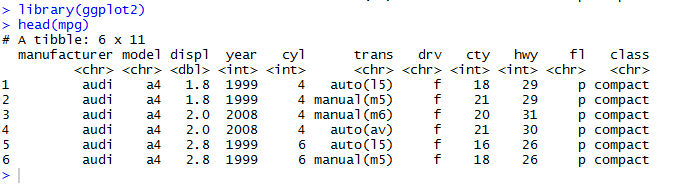 > library(ggplot2)
> head(mpg)
# A tibble: 6 x 11
  manufacturer model displ  year   cyl      trans   drv   cty   hwy    fl   class
         <chr> <chr> <dbl> <int> <int>      <chr> <chr> <int> <int> <chr>   <chr>
1         audi    a4   1.8  1999     4   auto(l5)     f    18    29     p compact
2         audi    a4   1.8  1999     4 manual(m5)     f    21    29     p compact
3         audi    a4   2.0  2008     4 manual(m6)     f    20    31     p compact
4         audi    a4   2.0  2008     4   auto(av)     f    21    30     p compact
5         audi    a4   2.8  1999     6   auto(l5)     f    16    26     p compact
6         audi    a4   2.8  1999     6 manual(m5)     f    18    26     p compact
>